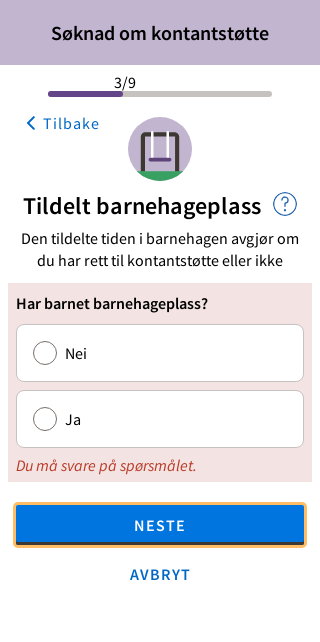 Søknad om kontantstøtte
3/9
Tilbake
Tildelt barnehageplass ?
Den tildelte tiden i barnehagen avgjør om
du har rett til kontantstøtte eller ikke
Har barnet barnehageplass?
Nei
Ja
Du må svare på spørsmålet.
NESTE
AVBRYT